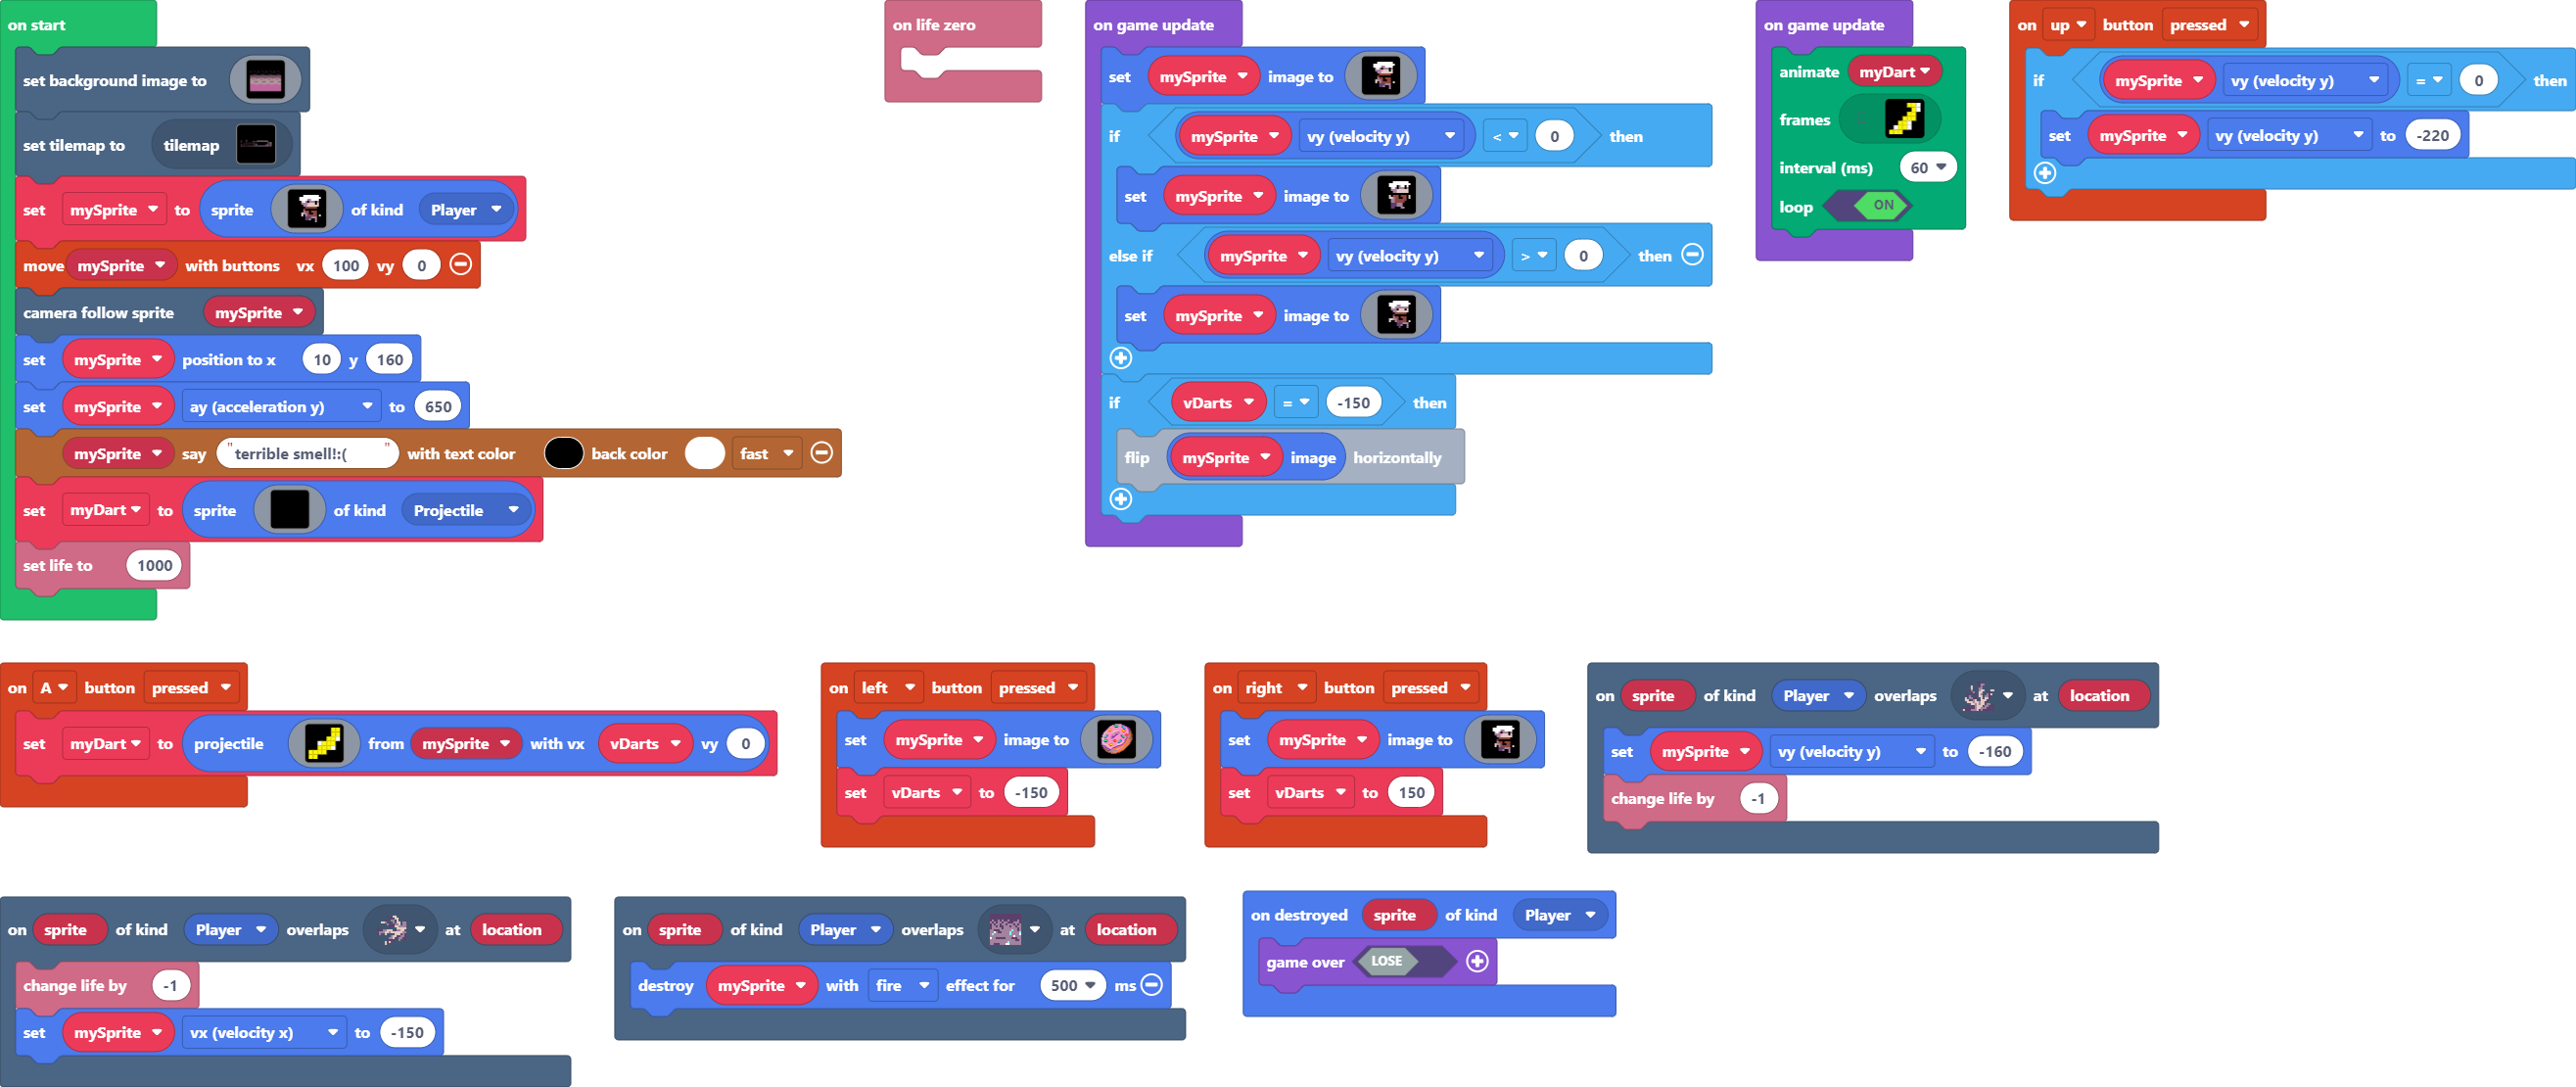 on start
set background image to
set tilemap to tilemap
set mySprite to sprite of kind Player
move mySprite with buttons vx 100 vy 0
camera follow sprite mySprite
set mySprite position to x 10 y 160
set mySprite ay (acceleration y) to 650
mySprite say "terrible smell!:( " with text color back color fast
set myDart to sprite of kind Projectile
set life to 1000
on life zero
on game update
set mySprite image to
if mySprite vy (velocity y) < 0 then
set mySprite image to
else if mySprite vy (velocity y) > 0 then
set mySprite image to
if vDarts = -150 then
flip mySprite image horizontally
on game update
animate myDart
frames
interval (ms) 60
loop ON
on up button pressed
if mySprite vy (velocity y) = 0 then
set mySprite vy (velocity y) to -220
on A button pressed
set myDart to projectile from mySprite with vx vDarts vy 0
on left button pressed
set mySprite image to
set vDarts to -150
on right button pressed
set mySprite image to
set vDarts to 150
on sprite of kind Player overlaps at location
set mySprite vy (velocity y) to -160
change life by -1
on sprite of kind Player overlaps at location
change life by -1
set mySprite vx (velocity x) to -150
on sprite of kind Player overlaps at location
destroy mySprite with fire effect for 500 ms
on destroyed sprite of kind Player
game over LOSE